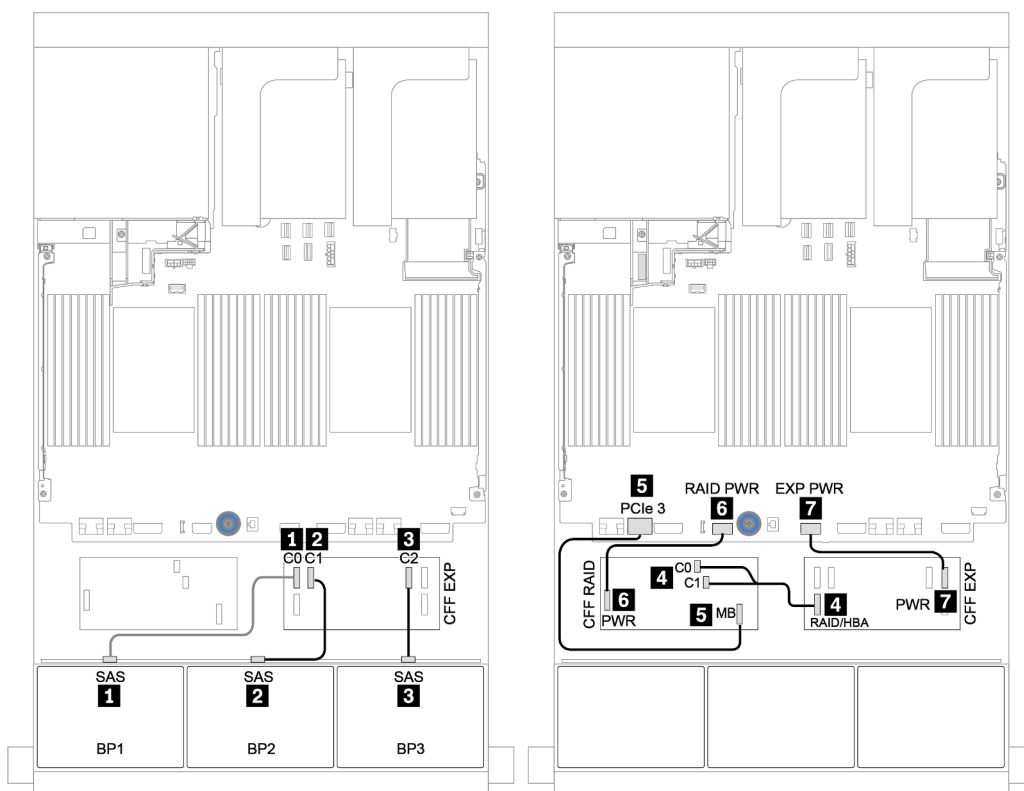 1 2 3
C0 C1 C2
CFF EXP
SAS SAS SAS
1 2 3
BP1 BP2 BP3
5 RAID PWR EXP PWR
PCIe 3 6 7
CFF RAID
C0
4 C1
6
PWR
5 MB
4
RAID/HBA
PWR 7
CFF EXP